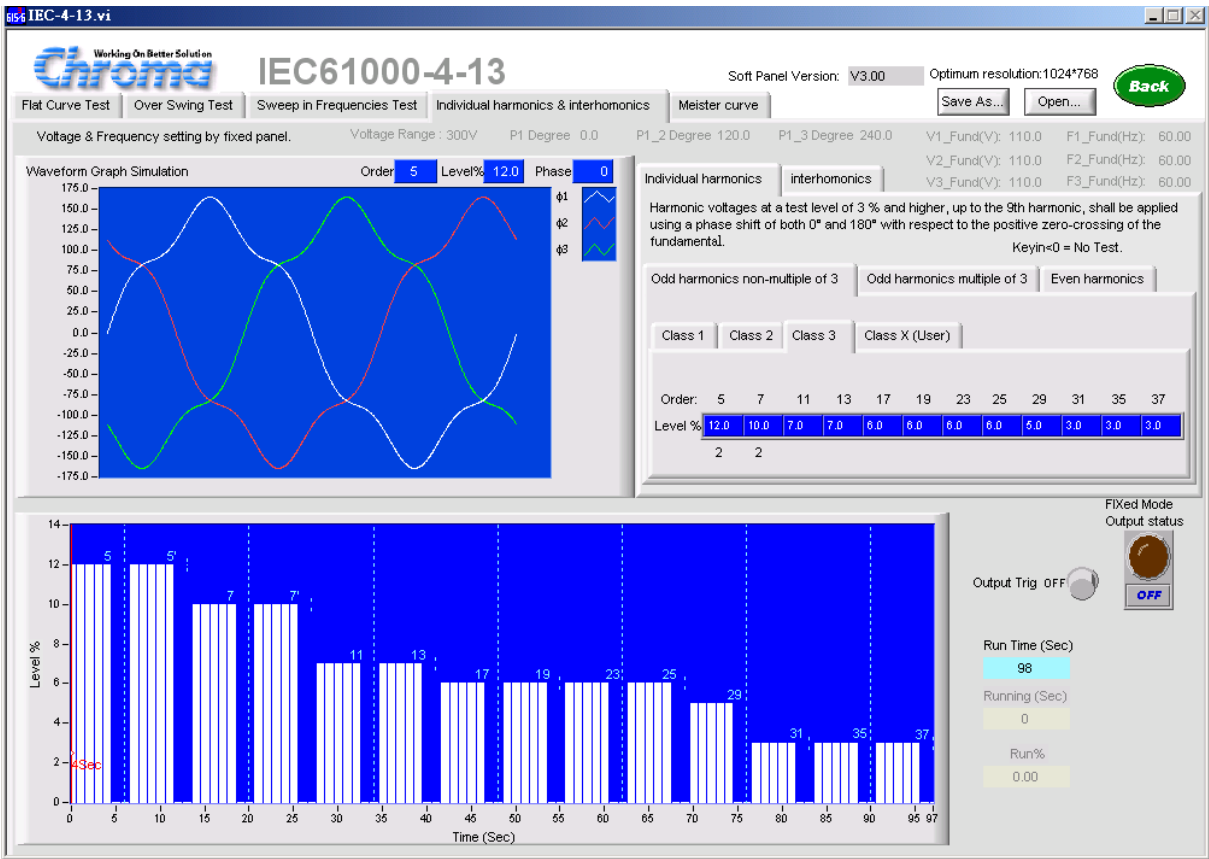 IEC-4-13.vi
Working On Better Solution
Chroma
IEC61000-4-13
Soft Panel Version: V3.00
Optimum resolution:1024*768
Save As... Open...
Back
Flat Curve Test Over Swing Test Sweep in Frequencies Test Individual harmonics & interhomonics Meister curve
Voltage & Frequency setting by fixed panel. Voltage Range : 300V P1 Degree 0.0 P1_2 Degree 120.0 P1_3 Degree 240.0 V1_Fund(V): 110.0 F1_Fund(Hz): 60.00
V2_Fund(V): 110.0 F2_Fund(Hz): 60.00
V3_Fund(V): 110.0 F3_Fund(Hz): 60.00
Waveform Graph Simulation Order 5 Level% 12.0 Phase 0
175.0
150.0
125.0
100.0
75.0
50.0
25.0
0.0
-25.0
-50.0
-75.0
-100.0
-125.0
-150.0
-175.0
ϕ1
ϕ2
ϕ3
Individual harmonics interhomonics
Harmonic voltages at a test level of 3 % and higher, up to the 9th harmonic, shall be applied
using a phase shift of both 0° and 180° with respect to the positive zero-crossing of the
fundamental.
Keyin<0 = No Test.
Odd harmonics non-multiple of 3 Odd harmonics multiple of 3 Even harmonics
Class 1 Class 2 Class 3 Class X (User)
Order: 5 7 11 13 17 19 23 25 29 31 35 37
Level % 12.0 10.0 7.0 7.0 6.0 6.0 6.0 6.0 5.0 3.0 3.0 3.0
2 2
14
12
10
8
6
4
2
0
Level %
5 5' 7 7' 11 13 17 19 23 25 29 31 35 37
4Sec
0 5 10 15 20 25 30 35 40 45 50 55 60 65 70 75 80 85 90 95 97
Time (Sec)
FIXed Mode
Output status
Output Trig OFF
OFF
Run Time (Sec)
98
Running (Sec)
0
Run%
0.00